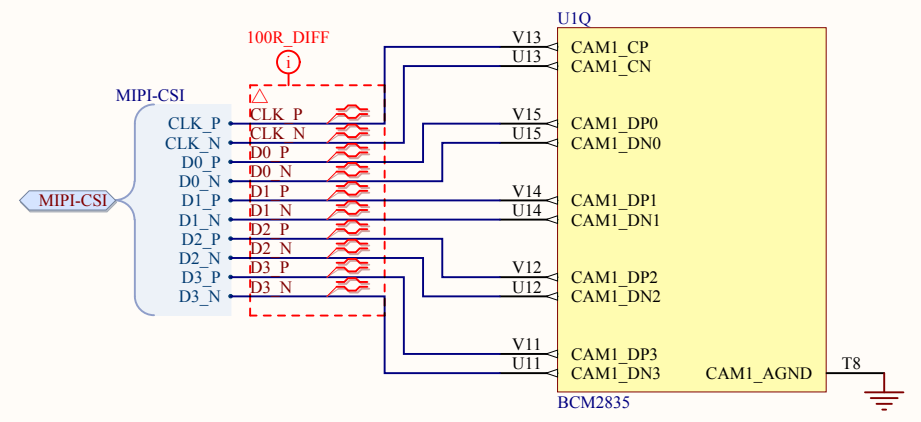 U1Q
100R_DIFF
i
V13
CAM1_CP
U13
CAM1_CN
MIPI-CSI
CLK_P
CLK_P
V15
CAM1_DP0
CLK_N
CLK_N
U15
CAM1_DN0
D0_P
D0_P
D0_N
D0_N
MIPI-CSI
D1_P
D1_P
V14
CAM1_DP1
D1_N
D1_N
U14
CAM1_DN1
D2_P
D2_P
D2_N
D2_N
V12
CAM1_DP2
D3_P
D3_P
U12
CAM1_DN2
D3_N
D3_N
V11
CAM1_DP3
U11
CAM1_DN3
CAM1_AGND
T8
BCM2835